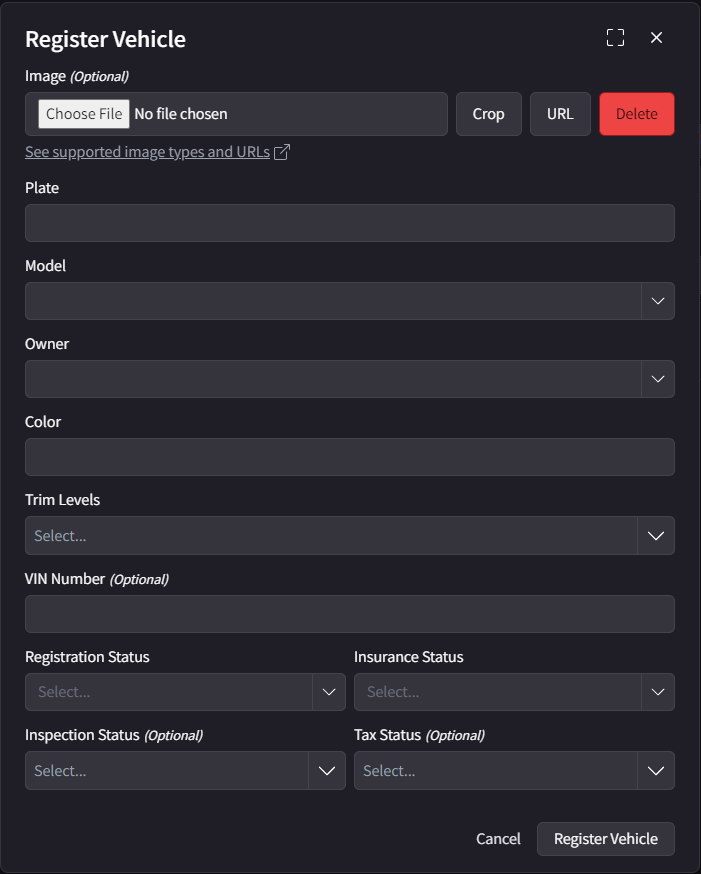 Register Vehicle
Image (Optional)
Choose File No file chosen Crop URL Delete
See supported image types and URLs
Plate
Model
Owner
Color
Trim Levels
Select...
VIN Number (Optional)
Registration Status Insurance Status
Select... Select...
Inspection Status (Optional) Tax Status (Optional)
Select... Select...
Cancel Register Vehicle